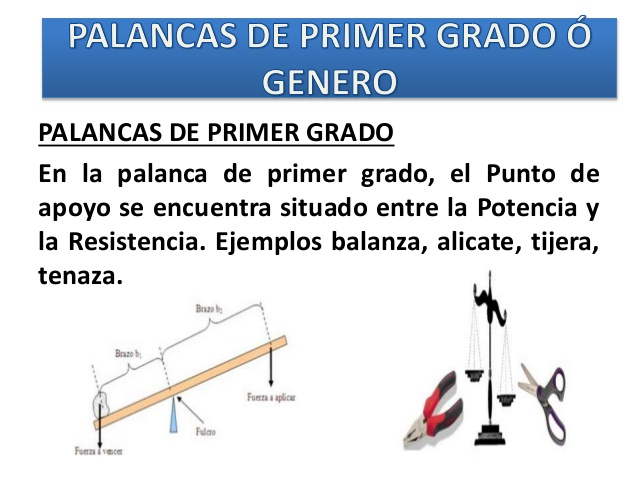 PALANCAS DE PRIMER GRADO Ó
GENERO
PALANCAS DE PRIMER GRADO
En la palanca de primer grado, el Punto de
apoyo se encuentra situado entre la Potencia y
la Resistencia. Ejemplos balanza, alicate, tijera,
tenaza.
Brazo b₂
Brazo b₁
Fuerza a aplicar
Fulcro
Fuerza a vencer